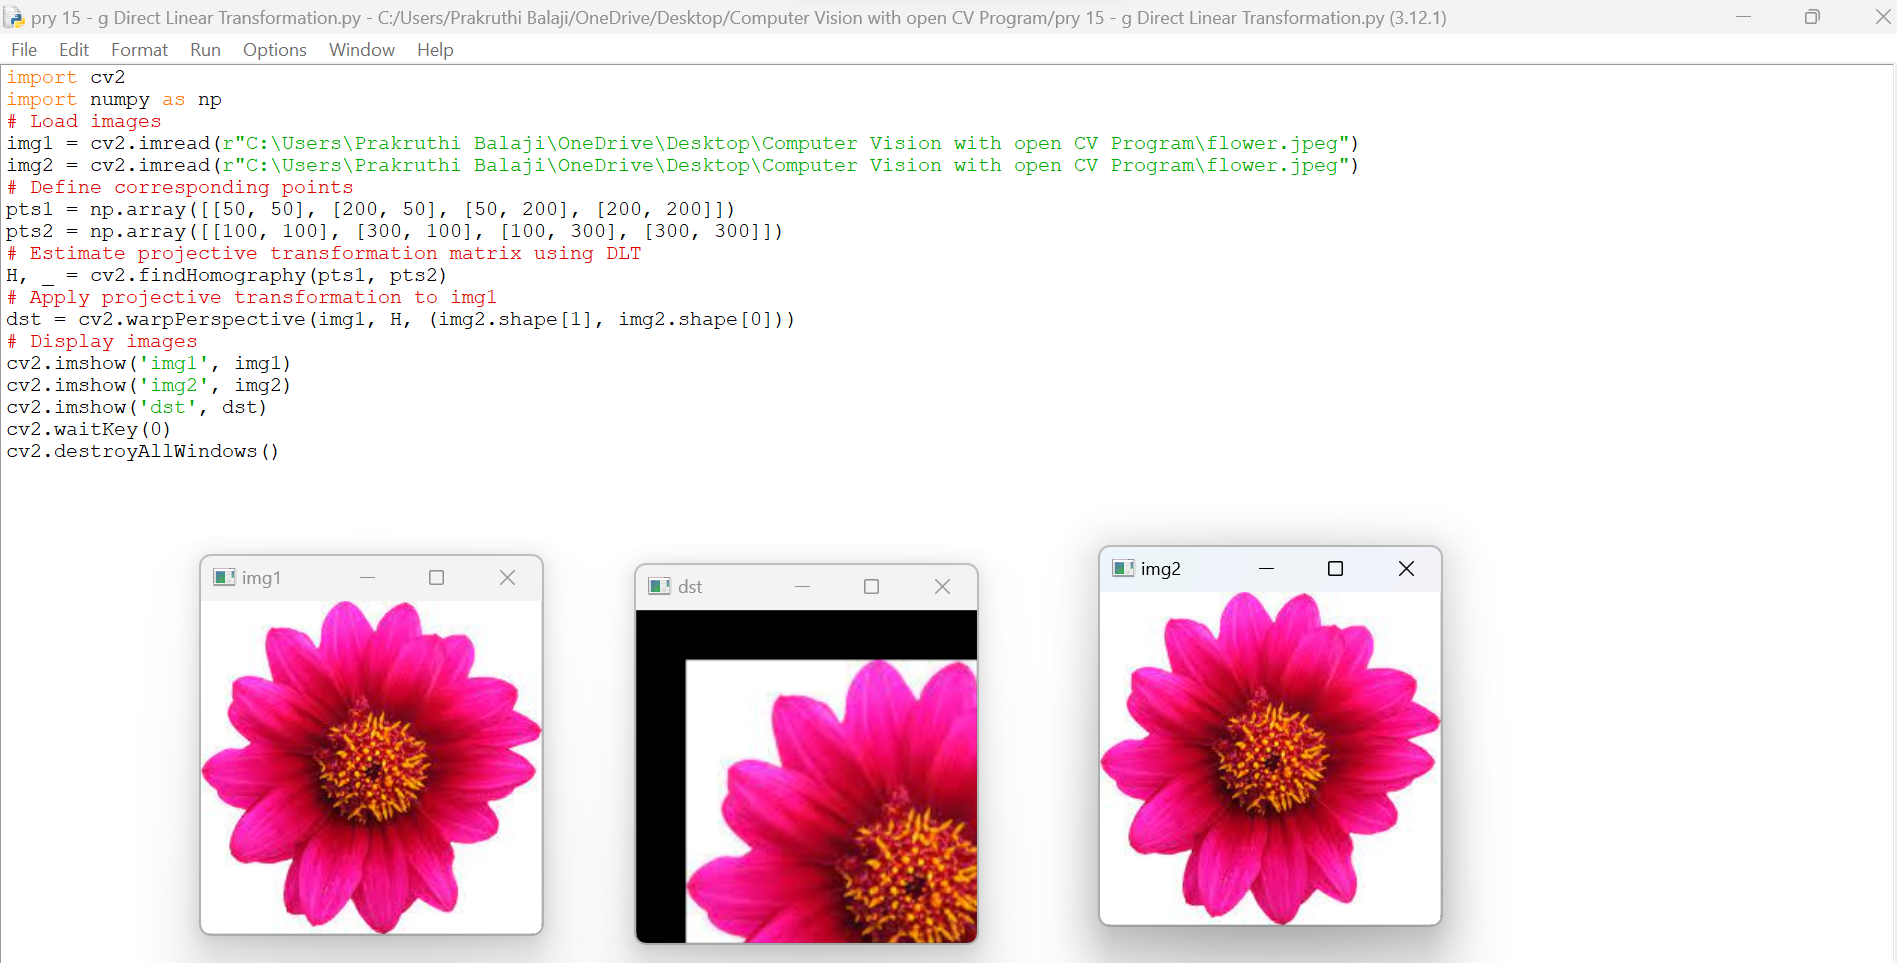 pry 15 - g Direct Linear Transformation.py - C:/Users/Prakruthi Balaji/OneDrive/Desktop/Computer Vision with open CV Program/pry 15 - g Direct Linear Transformation.py (3.12.1)
File Edit Format Run Options Window Help
import cv2
import numpy as np
# Load images
img1 = cv2.imread(r"C:\Users\Prakruthi Balaji\OneDrive\Desktop\Computer Vision with open CV Program\flower.jpeg")
img2 = cv2.imread(r"C:\Users\Prakruthi Balaji\OneDrive\Desktop\Computer Vision with open CV Program\flower.jpeg")
# Define corresponding points
pts1 = np.array([[50, 50], [200, 50], [50, 200], [200, 200]])
pts2 = np.array([[100, 100], [300, 100], [100, 300], [300, 300]])
# Estimate projective transformation matrix using DLT
H, _ = cv2.findHomography(pts1, pts2)
# Apply projective transformation to img1
dst = cv2.warpPerspective(img1, H, (img2.shape[1], img2.shape[0]))
# Display images
cv2.imshow('img1', img1)
cv2.imshow('img2', img2)
cv2.imshow('dst', dst)
cv2.waitKey(0)
cv2.destroyAllWindows()
img1
dst
img2